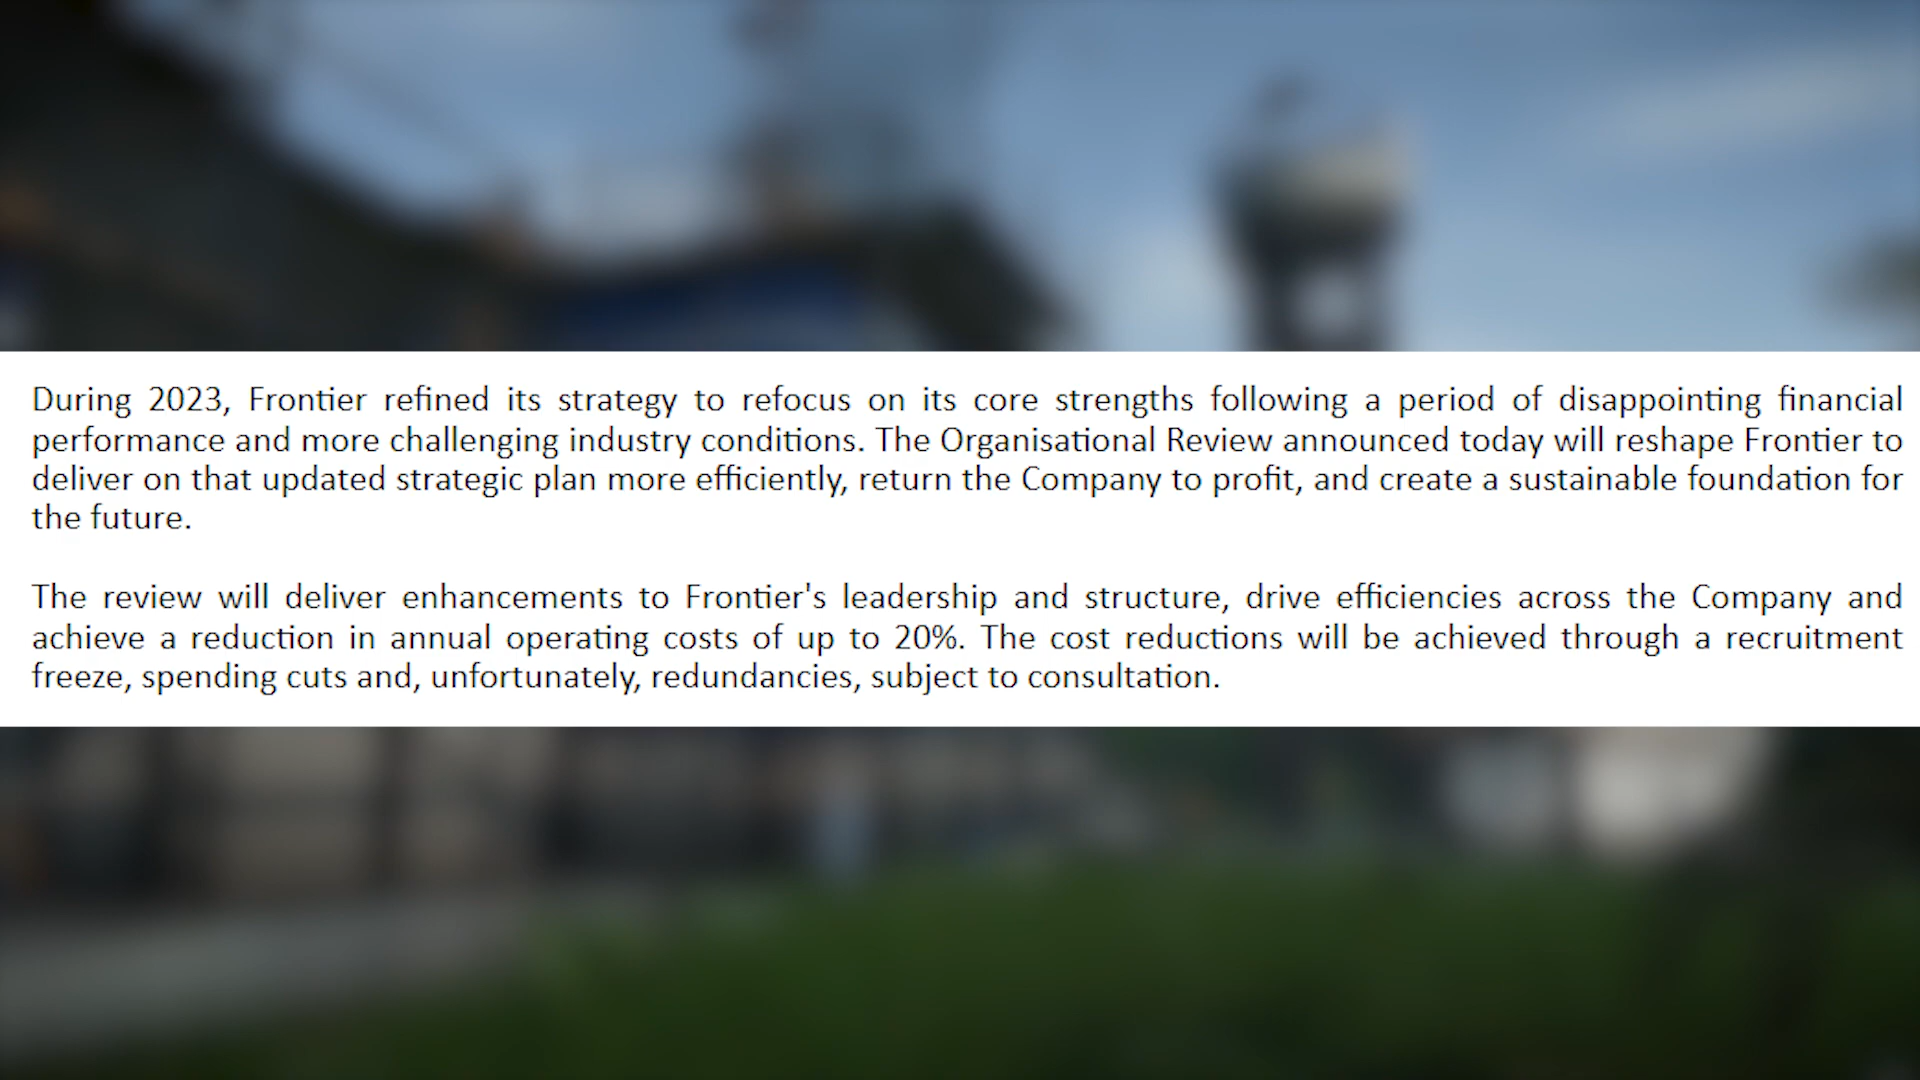 During 2023, Frontier refined its strategy to refocus on its core strengths following a period of disappointing financial
performance and more challenging industry conditions. The Organisational Review announced today will reshape Frontier to
deliver on that updated strategic plan more efficiently, return the Company to profit, and create a sustainable foundation for
the future.
The review will deliver enhancements to Frontier's leadership and structure, drive efficiencies across the Company and
achieve a reduction in annual operating costs of up to 20%. The cost reductions will be achieved through a recruitment
freeze, spending cuts and, unfortunately, redundancies, subject to consultation.